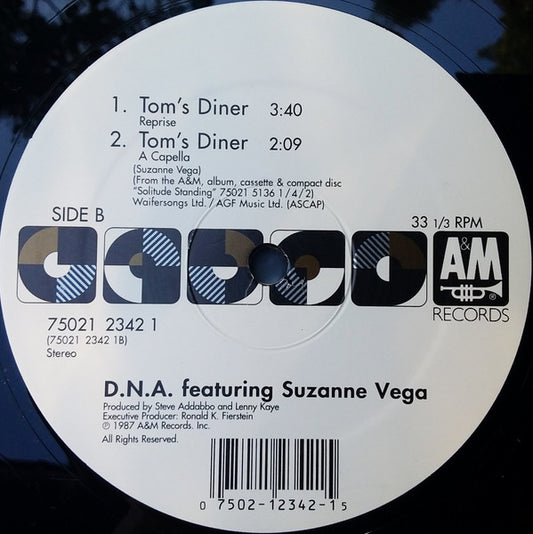 1. Tom's Diner 3:40
Reprise
2. Tom's Diner 2:09
A Capella
(Suzanne Vega)
(From the A&M, album, cassette & compact disc
"Solitude Standing" 75021 5136 1/4/2)
Waifersongs Ltd./AGF Music Ltd. (ASCAP)
SIDE B
33 1/3 RPM
A&M
®
RECORDS
75021 2342 1
(75021 2342 1B)
Stereo
D.N.A. featuring Suzanne Vega
Produced by Steve Addabbo and Lenny Kaye
Executive Producer: Ronald K. Fierstein
℗ 1987 A&M Records. Inc.
All Rights Reserved.
0 7502-12342-1 5